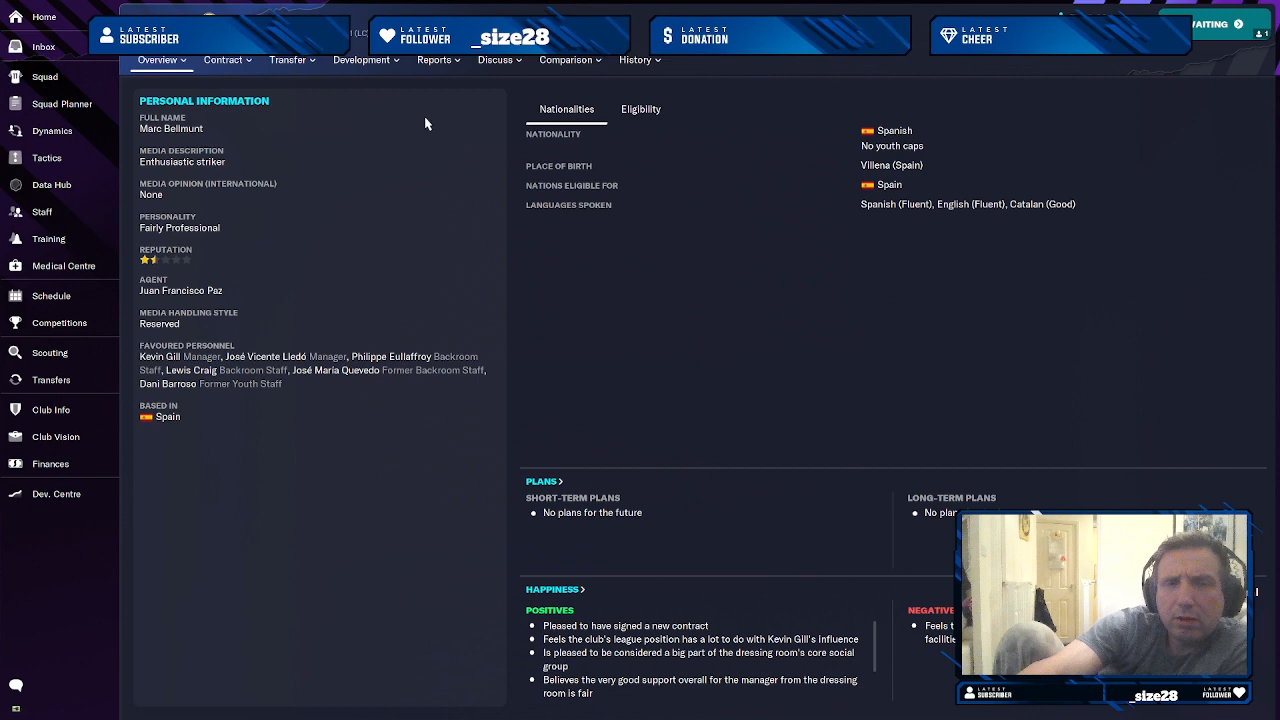 LATEST
SUBSCRIBER
LATEST
FOLLOWER
_size28
LATEST
DONATION
LATEST
CHEER
WAITING
1
Home
Inbox
Squad
Squad Planner
Dynamics
Tactics
Data Hub
Staff
Training
Medical Centre
Schedule
Competitions
Scouting
Transfers
Club Info
Club Vision
Finances
Dev. Centre
Overview
Contract
Transfer
Development
Reports
Discuss
Comparison
History
PERSONAL INFORMATION
FULL NAME
Marc Bellmunt
MEDIA DESCRIPTION
Enthusiastic striker
MEDIA OPINION (INTERNATIONAL)
None
PERSONALITY
Fairly Professional
REPUTATION
AGENT
Juan Francisco Paz
MEDIA HANDLING STYLE
Reserved
FAVOURED PERSONNEL
Kevin Gill Manager, José Vicente Lledó Manager, Philippe Eullaffroy Backroom
Staff, Lewis Craig Backroom Staff, José María Quevedo Former Backroom Staff,
Dani Barroso Former Youth Staff
BASED IN
Spain
Nationalities
Eligibility
NATIONALITY
Spanish
No youth caps
PLACE OF BIRTH
Villena (Spain)
NATIONS ELIGIBLE FOR
Spain
LANGUAGES SPOKEN
Spanish (Fluent), English (Fluent), Catalan (Good)
PLANS
SHORT-TERM PLANS
No plans for the future
LONG-TERM PLANS
No plan
HAPPINESS
POSITIVES
Pleased to have signed a new contract
Feels the club's league position has a lot to do with Kevin Gill's influence
Is pleased to be considered a big part of the dressing room's core social
group
Believes the very good support overall for the manager from the dressing
room is fair
NEGATIVE
Feels t
faciliti
LATEST
SUBSCRIBER
_size28
LATEST
FOLLOWER